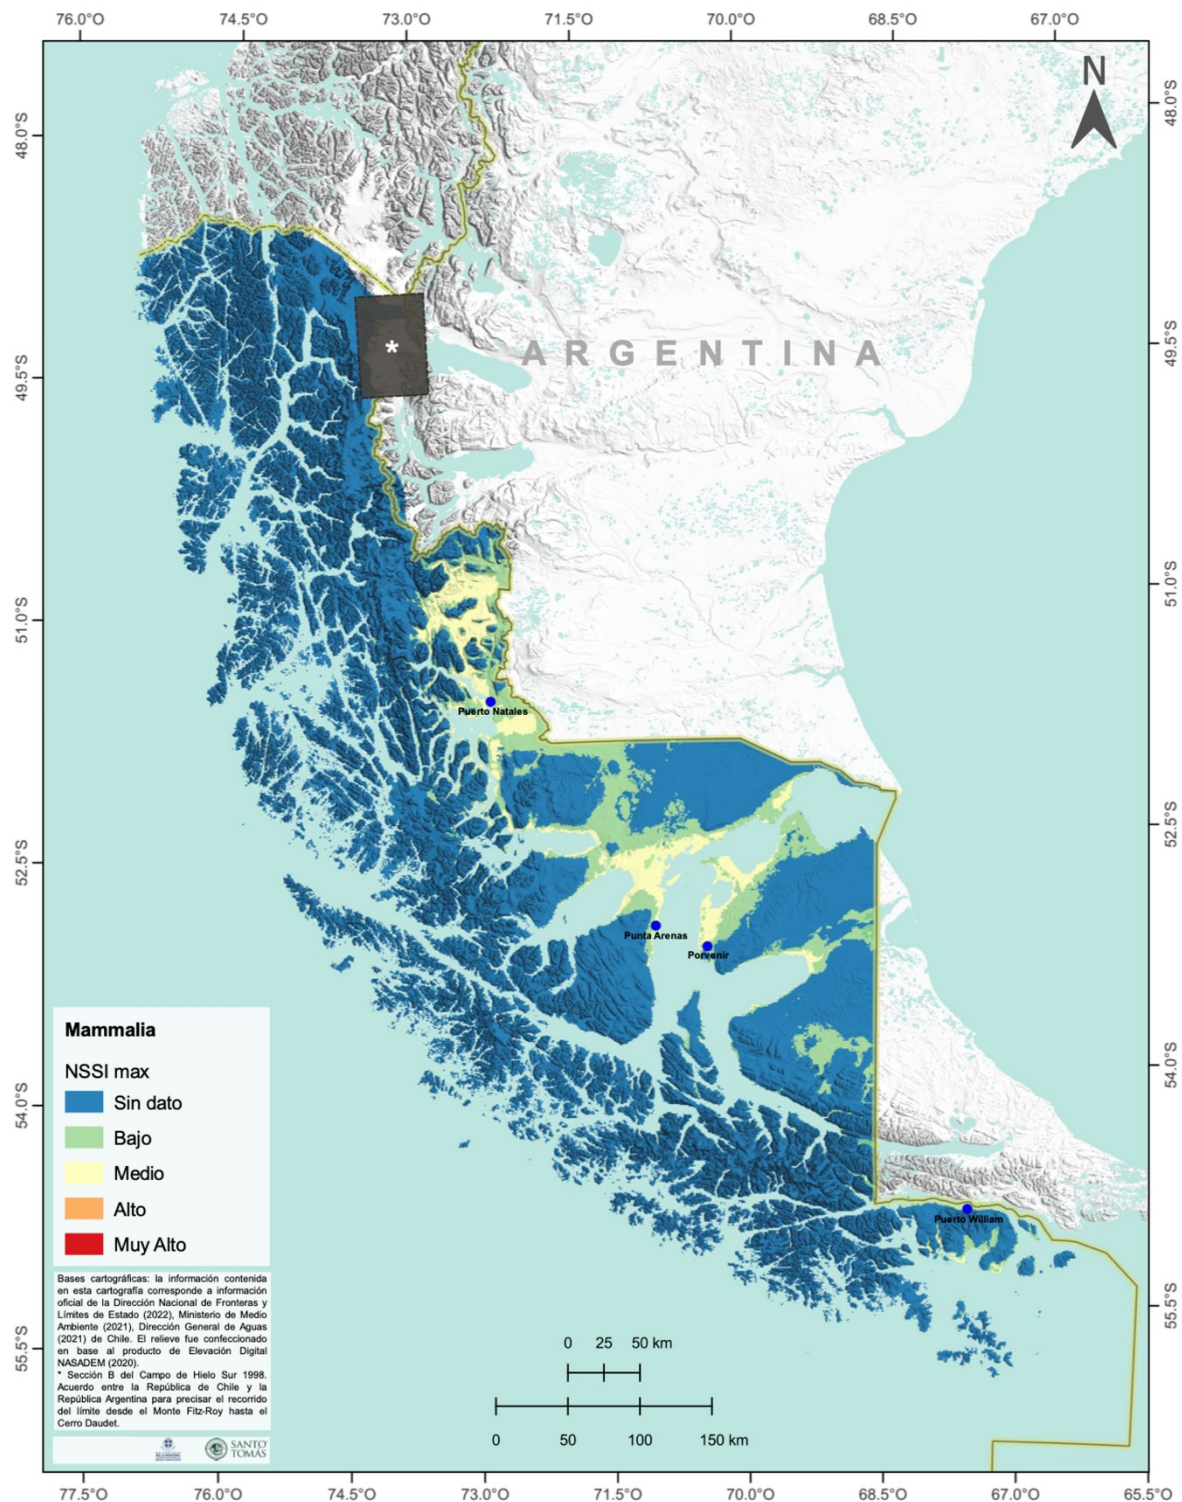 76.0°O 74.5°O 73.0°O 71.5°O 70.0°O 68.5°O 67.0°O
N
48.0°S
48.0°S
49.5°S
49.5°S
*
ARGENTINA
51.0°S
51.0°S
Puerto Natales
52.5°S
52.5°S
Punta Arenas
Porvenir
54.0°S
54.0°S
Puerto William
55.5°S
55.5°S
Mammalia
NSSI max
Sin dato
Bajo
Medio
Alto
Muy Alto
Bases cartográficas: la información contenida
en esta cartografía corresponde a información
oficial de la Dirección Nacional de Fronteras y
Límites de Estado (2022), Ministerio de Medio
Ambiente (2021), Dirección General de Aguas
(2021) de Chile. El relieve fue confeccionado
en base al producto de Elevación Digital
NASADEM (2020).
* Sección B del Campo de Hielo Sur 1998.
Acuerdo entre la República de Chile y la
República Argentina para precisar el recorrido
del límite desde el Monte Fitz-Roy hasta el
Cerro Daudet.
SANTO
TOMÁS
0 25 50 km
0 50 100 150 km
77.5°O 76.0°O 74.5°O 73.0°O 71.5°O 70.0°O 68.5°O 67.0°O 65.5°O